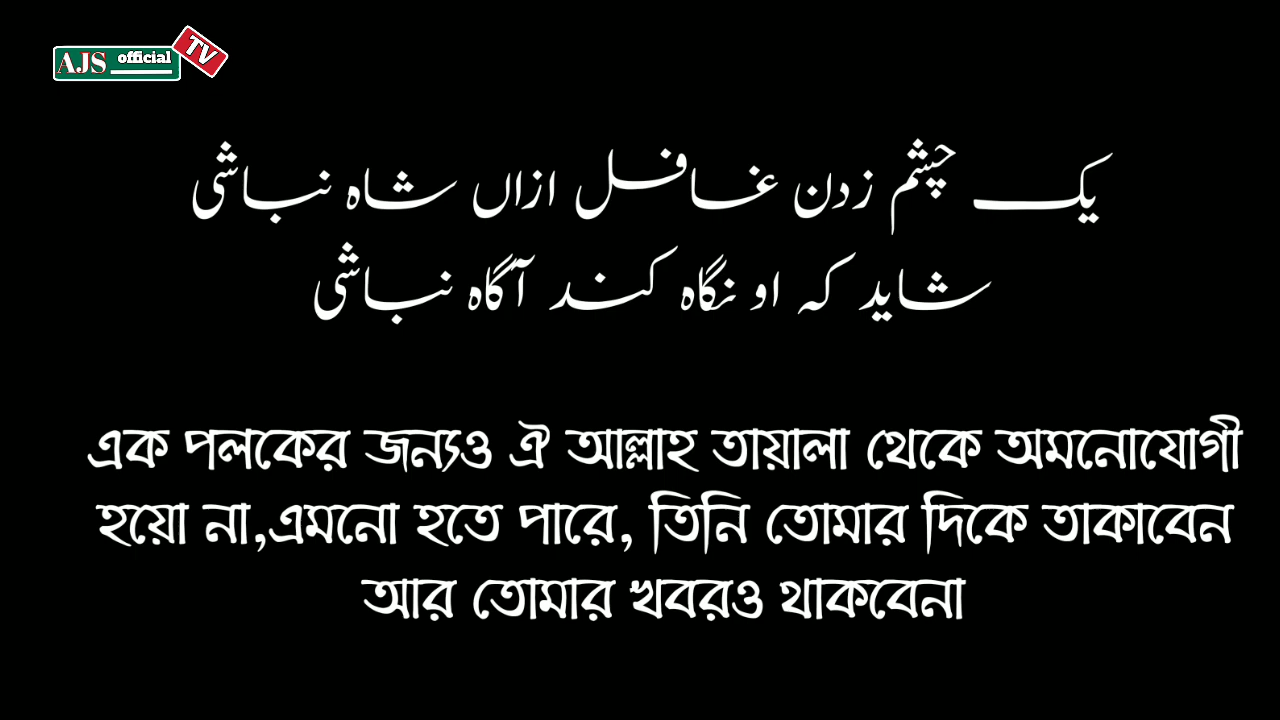 AJS official TV
یک چشم زدن غافل ازاں شاہ نباشی
شاید کہ او نگاہ کند آگاہ نباشی
এক পলকের জন্যও ঐ আল্লাহ তায়ালা থেকে অমনোযোগী
হয়ো না,এমনো হতে পারে, তিনি তোমার দিকে তাকাবেন
আর তোমার খবরও থাকবেনা